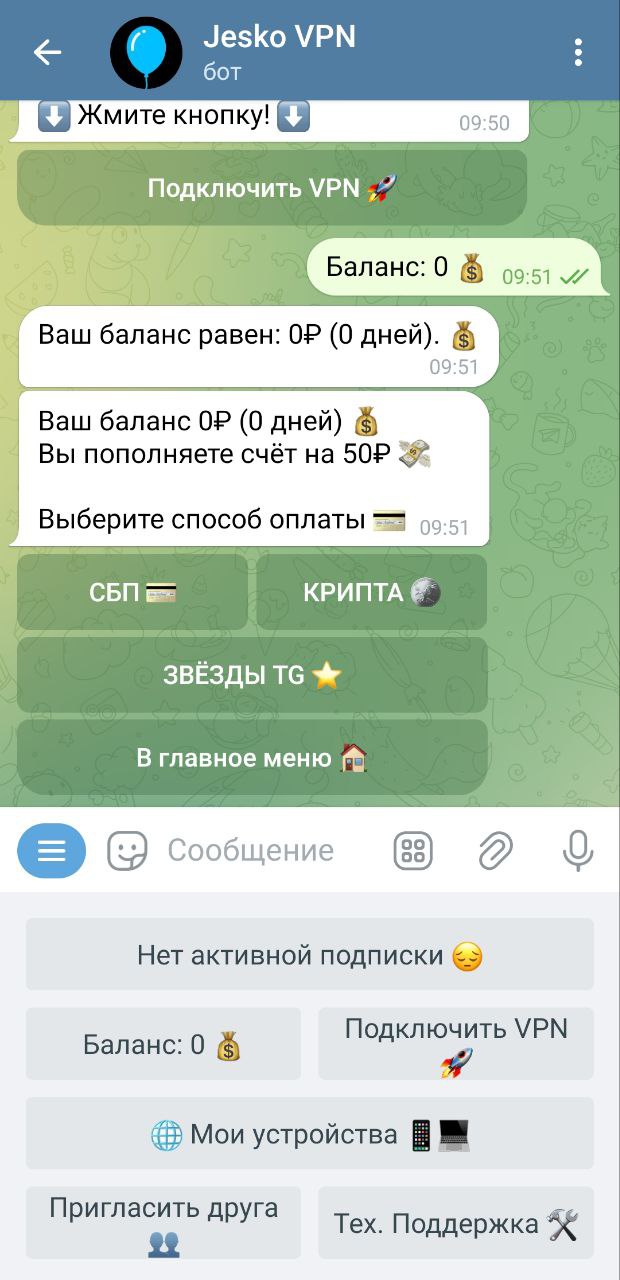 Jesko VPN
бот
⬇️ Жмите кнопку! ⬇️
09:50
Подключить VPN 🚀
Баланс: 0 💰 09:51
Ваш баланс равен: 0₽ (0 дней). 💰
09:51
Ваш баланс 0₽ (0 дней) 💰
Вы пополняете счёт на 50₽ 💸
Выберите способ оплаты 💳 09:51
СБП 💳
КРИПТА 🌚
ЗВЁЗДЫ TG ⭐
В главное меню 🏠
Сообщение
Нет активной подписки 😔
Баланс: 0 💰
Подключить VPN
🚀
🌐 Мои устройства 📱💻
Пригласить друга
👥
Тех. Поддержка 🛠